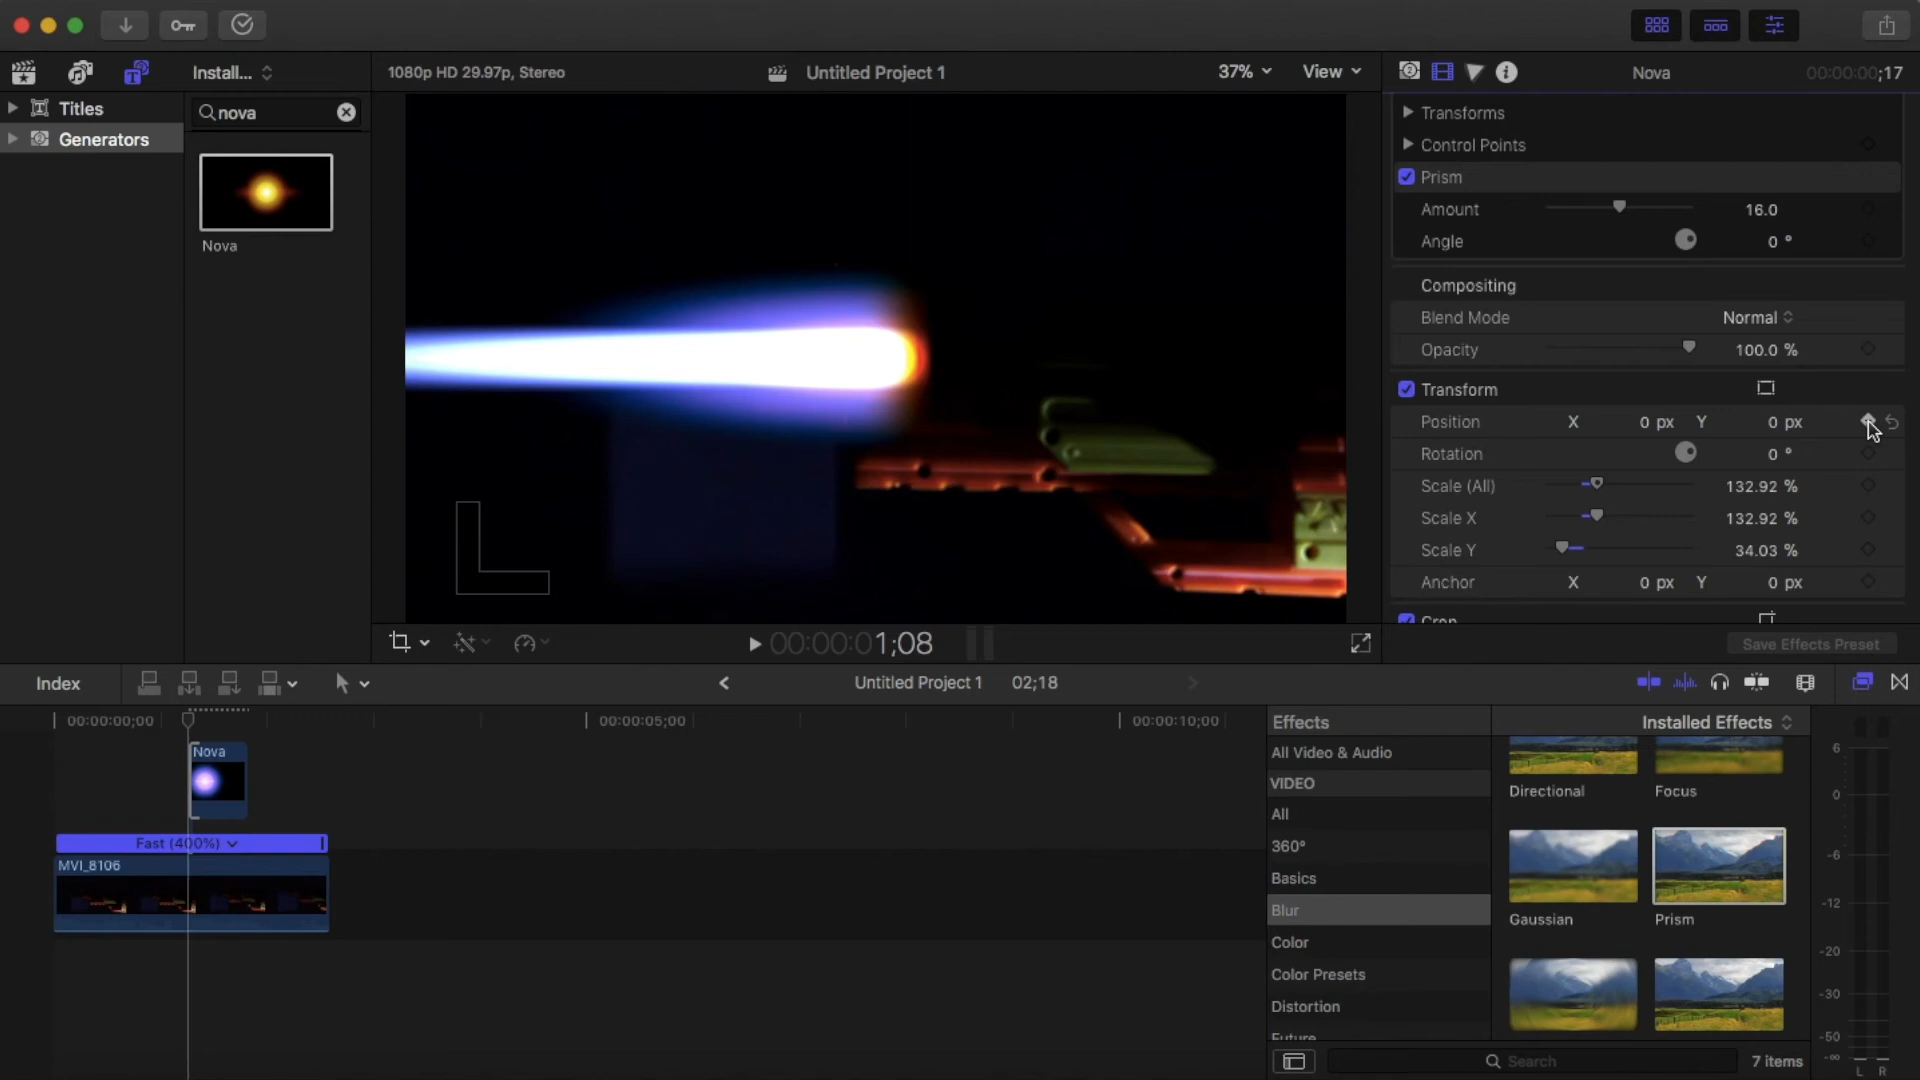 Install...
1080p HD 29.97p, Stereo
Untitled Project 1
37%
View
Nova
00:00:00;17
Titles
Generators
nova
Nova
Transforms
Control Points
Prism
Amount 16.0
Angle 0 °
Compositing
Blend Mode Normal
Opacity 100.0 %
Transform
Position X 0 px Y 0 px
Rotation 0 °
Scale (All) 132.92 %
Scale X 132.92 %
Scale Y 34.03 %
Anchor X 0 px Y 0 px
Crop
Save Effects Preset
00:00:01;08
Index
Untitled Project 1 02;18
00:00:00;00
00:00:05;00
00:00:10;00
Nova
Fast (400%)
MVI_8106
Effects
Installed Effects
All Video & Audio
VIDEO
All
360°
Basics
Blur
Color
Color Presets
Distortion
Future
Directional
Focus
Gaussian
Prism
Search
7 items
6
0
-6
-12
-20
-30
-50
-∞
L R